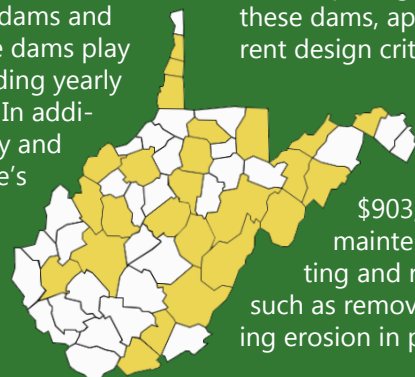 dams and
e dams play
ding yearly
In addi-
y and
e's
these dams, ap
rent design crit
$903
mainte
ting and r
such as remov
ing erosion in p